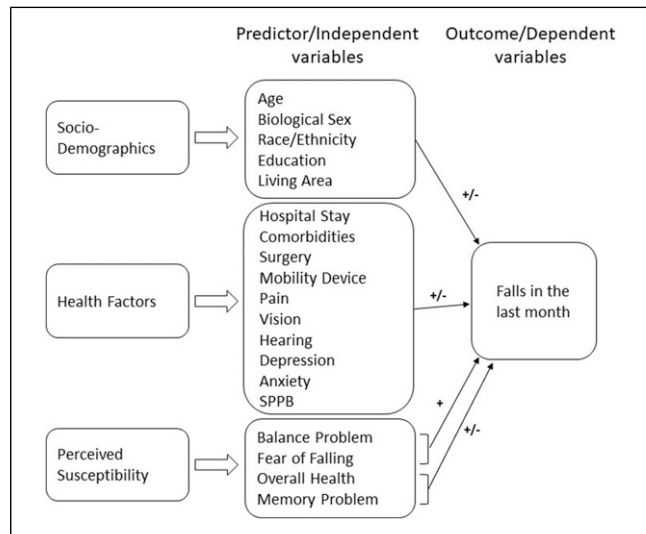 Predictor/Independent
variables
Outcome/Dependent
variables
Socio-
Demographics
Age
Biological Sex
Race/Ethnicity
Education
Living Area
+/-
Health Factors
Hospital Stay
Comorbidities
Surgery
Mobility Device
Pain
Vision
Hearing
Depression
Anxiety
SPPB
+/-
Falls in the
last month
Perceived
Susceptibility
Balance Problem
Fear of Falling
Overall Health
Memory Problem
+
+/-